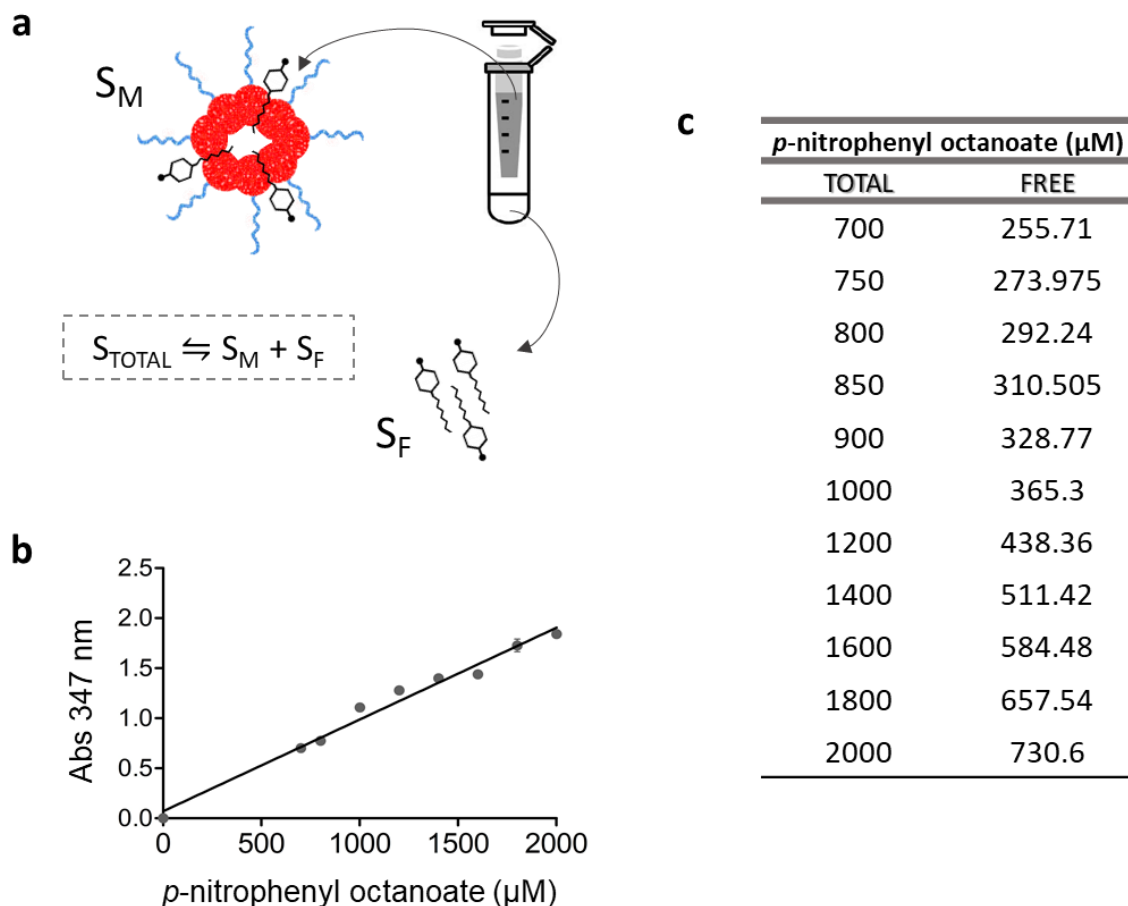 a
S_M
S_TOTAL ⇋ S_M + S_F
S_F
b
Abs 347 nm
2.5
2.0
1.5
1.0
0.5
0.0
0 500 1000 1500 2000
p-nitrophenyl octanoate (µM)
c
p-nitrophenyl octanoate (µM)
TOTAL FREE
700 255.71
750 273.975
800 292.24
850 310.505
900 328.77
1000 365.3
1200 438.36
1400 511.42
1600 584.48
1800 657.54
2000 730.6